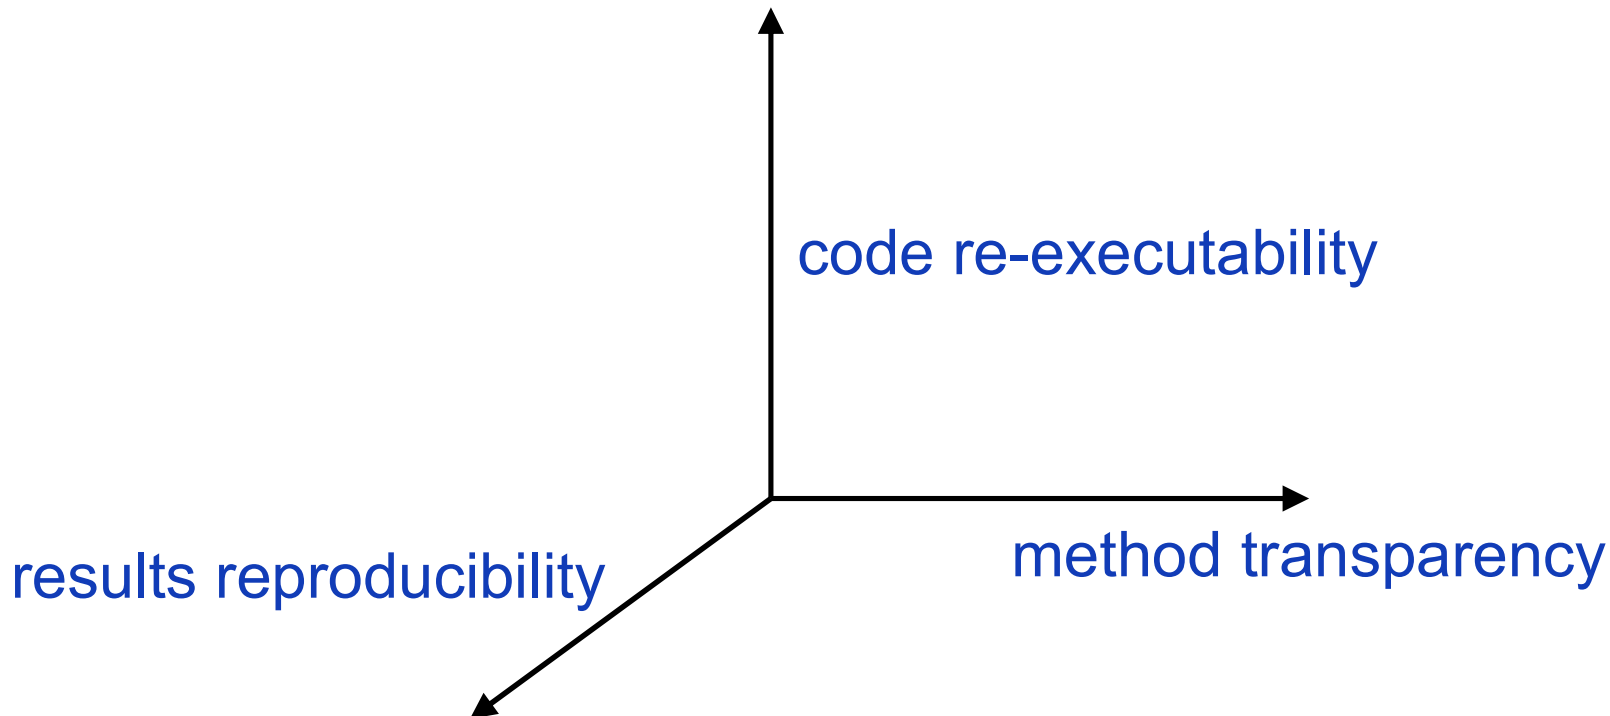 code re-executability
method transparency
results reproducibility